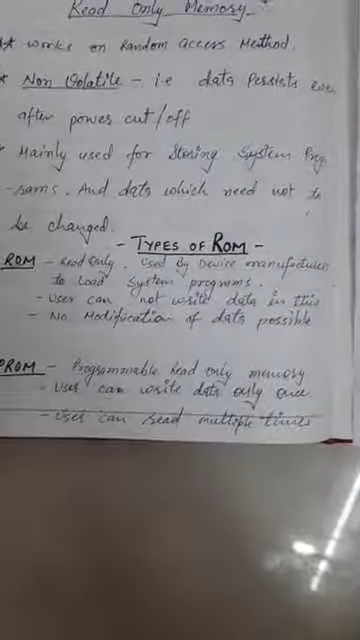 Read Only Memory
** Works on Random access Method.
* Non Volatile - i.e data Persists even
after power cut/off
* Mainly used for Storing System Prog
-rams. And data which need not to
be changed.
- TYPES OF ROM -
ROM - Read Only. Used By Device manufacturer
to Load System programs.
- User can not write data in this
- No Modification of data possible
PROM - Programmable Read Only memory
- User can write data only once
- User can read multiple times